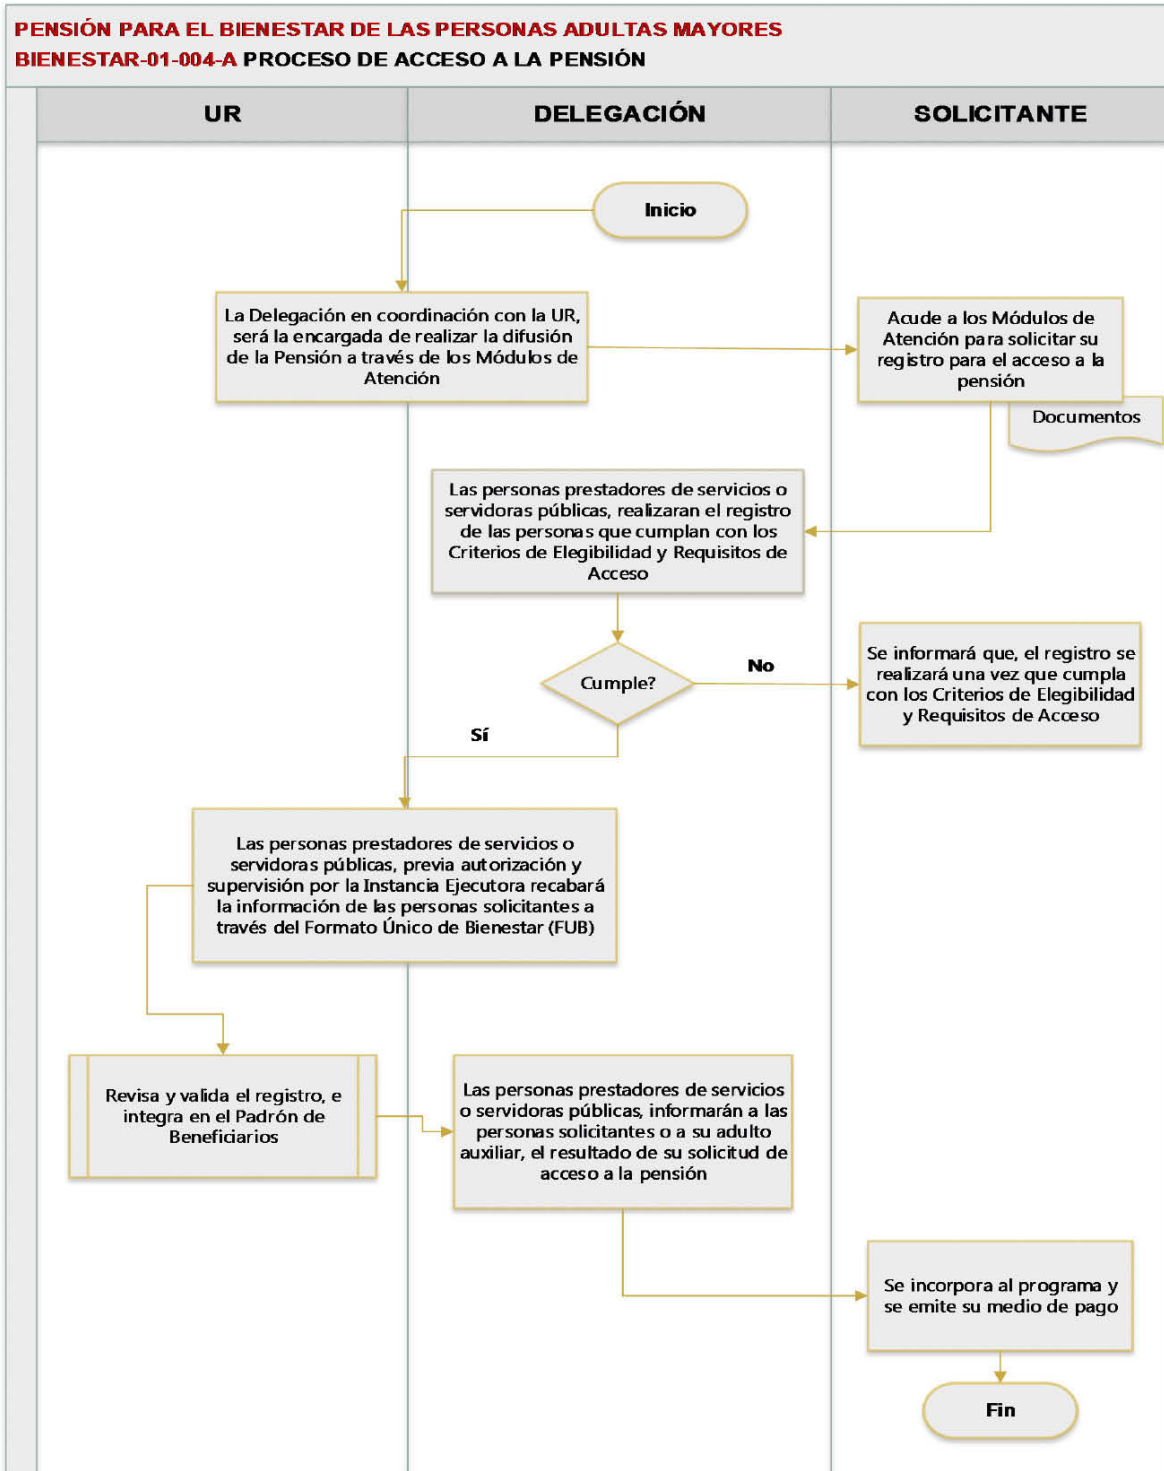 PENSIÓN PARA EL BIENESTAR DE LAS PERSONAS ADULTAS MAYORES
BIENESTAR-01-004-A PROCESO DE ACCESO A LA PENSIÓN
UR
DELEGACIÓN
SOLICITANTE
Inicio
La Delegación en coordinación con la UR,
será la encargada de realizar la difusión
de la Pensión a través de los Módulos de
Atención
Acude a los Módulos de
Atención para solicitar su
registro para el acceso a la
pensión
Documentos
Las personas prestadores de servicios o
servidoras públicas, realizaran el registro
de las personas que cumplan con los
Criterios de Elegibilidad y Requisitos de
Acceso
Cumple?
No
Se informará que, el registro se
realizará una vez que cumpla
con los Criterios de Elegibilidad
y Requisitos de Acceso
Sí
Las personas prestadores de servicios o
servidoras públicas, previa autorización y
supervisión por la Instancia Ejecutora recabará
la información de las personas solicitantes a
través del Formato Único de Bienestar (FUB)
Revisa y valida el registro, e
integra en el Padrón de
Beneficiarios
Las personas prestadores de servicios
o servidoras públicas, informarán a las
personas solicitantes o a su adulto
auxiliar, el resultado de su solicitud de
acceso a la pensión
Se incorpora al programa y
se emite su medio de pago
Fin